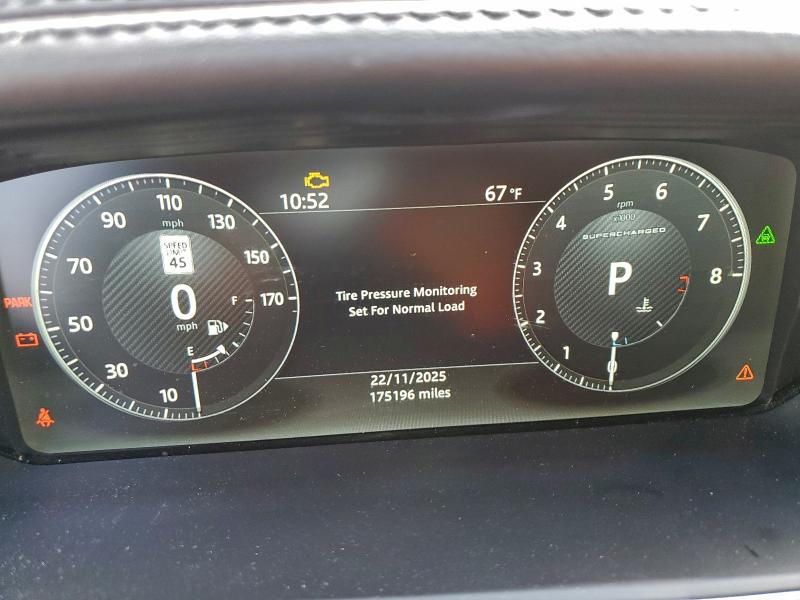 10:52
67 °F
110
90
mph
130
SPEED
LIMIT
45
70
150
0
mph
F
170
PARK
50
E
30
10
Tire Pressure Monitoring
Set For Normal Load
22/11/2025
175196 miles
5
6
rpm
x1000
4
7
SUPERCHARGED
3
P
8
2
1
0